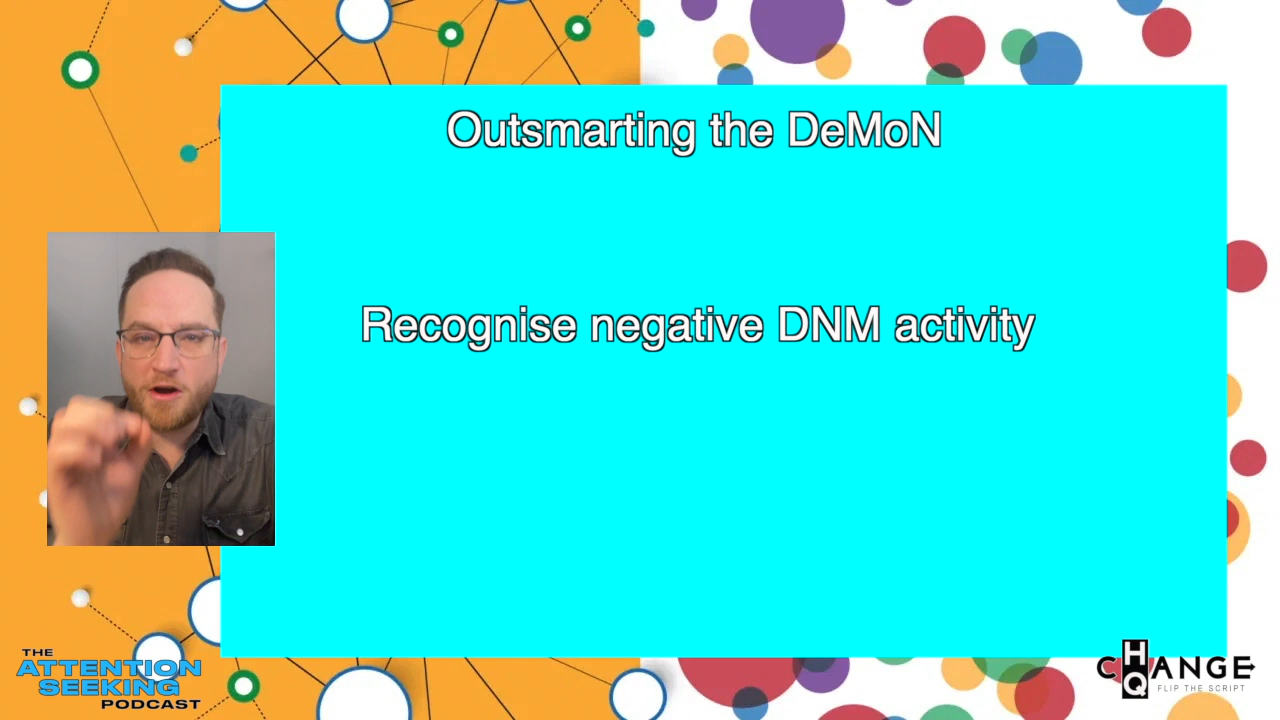 Outsmarting the DeMoN
Recognise negative DNM activity
THE
ATTENTION
SEEKING
PODCAST
CHANGE
HQ
FLIP THE SCRIPT